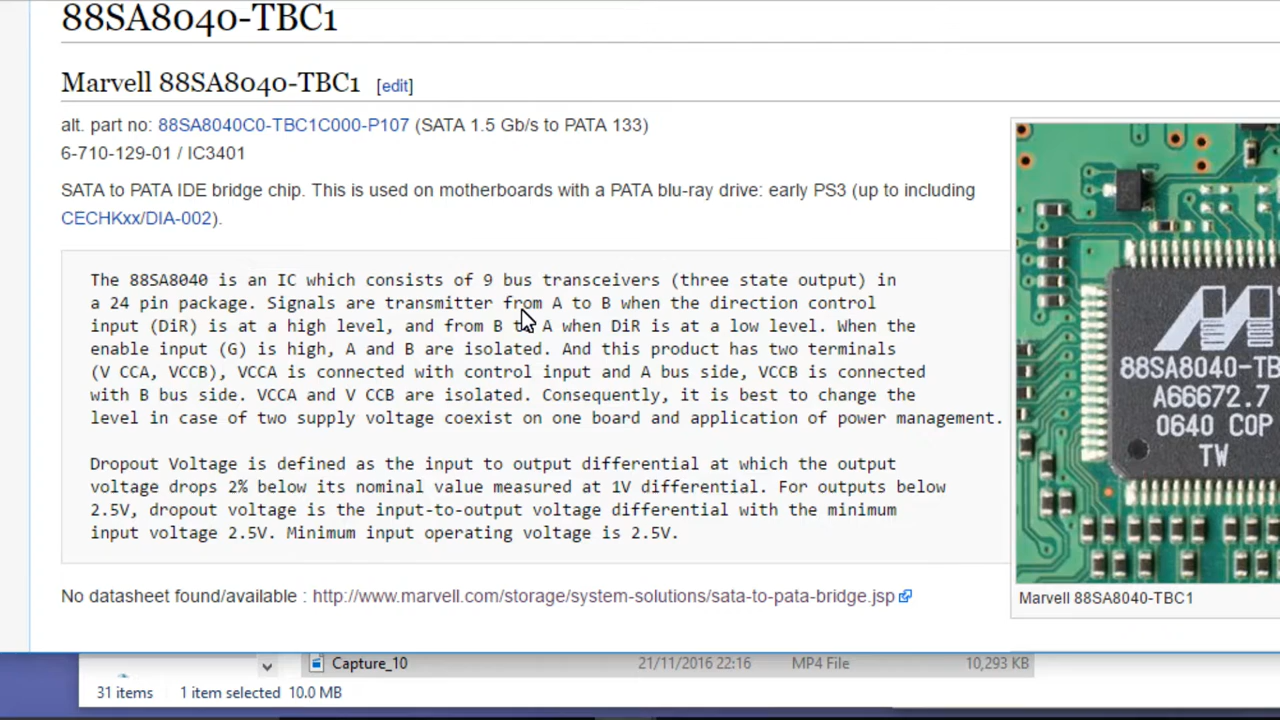 88SA8040-TBC1
Marvell 88SA8040-TBC1 [edit]
alt. part no: 88SA8040C0-TBC1C000-P107 (SATA 1.5 Gb/s to PATA 133)
6-710-129-01 / IC3401
SATA to PATA IDE bridge chip. This is used on motherboards with a PATA blu-ray drive: early PS3 (up to including
CECHKxx/DIA-002).
The 88SA8040 is an IC which consists of 9 bus transceivers (three state output) in
a 24 pin package. Signals are transmitter from A to B when the direction control
input (DiR) is at a high level, and from B t A when DiR is at a low level. When the
enable input (G) is high, A and B are isolated. And this product has two terminals
(V CCA, VCCB), VCCA is connected with control input and A bus side, VCCB is connected
with B bus side. VCCA and V CCB are isolated. Consequently, it is best to change the
level in case of two supply voltage coexist on one board and application of power management.
Dropout Voltage is defined as the input to output differential at which the output
voltage drops 2% below its nominal value measured at 1V differential. For outputs below
2.5V, dropout voltage is the input-to-output voltage differential with the minimum
input voltage 2.5V. Minimum input operating voltage is 2.5V.
No datasheet found/available : http://www.marvell.com/storage/system-solutions/sata-to-pata-bridge.jsp
88SA8040-TB
A66672.7
0640 C0P
TW
Marvell 88SA8040-TBC1
Capture_10 21/11/2016 22:16 MP4 File 10,293 KB
31 items 1 item selected 10.0 MB